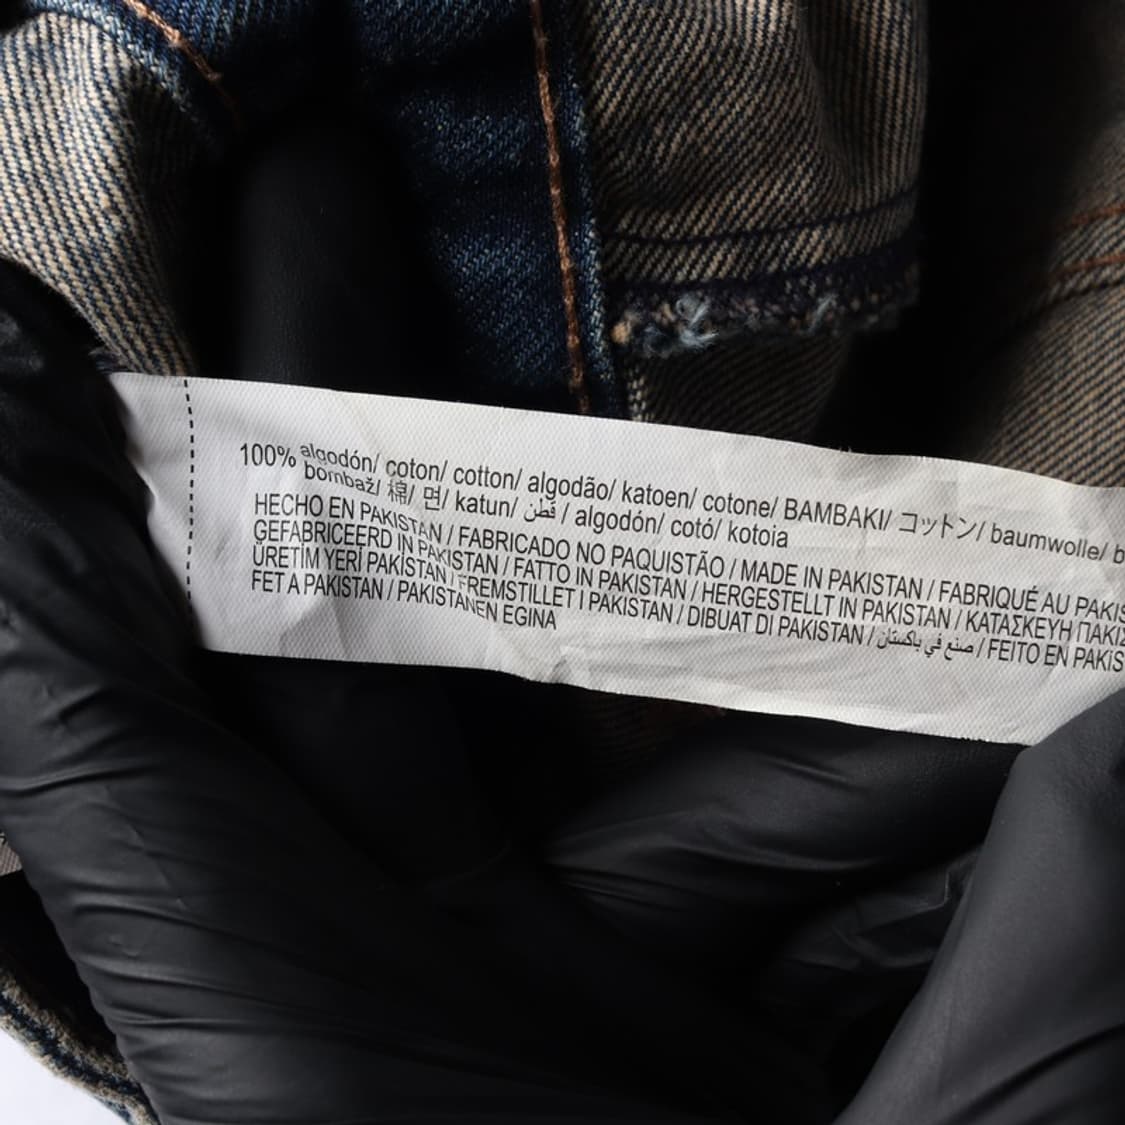 100% algodón/ coton/ cotton/ algodão/ katoen/ cotone/ BAMBAKI/ コットン/ baumwolle/ b
bombaž/ 棉/ 면/ katun/ قطن / algodón/ cotó/ kotoia
HECHO EN PAKISTAN / FABRICADO NO PAQUISTÃO / MADE IN PAKISTAN / FABRIQUÉ AU PAKIS
GEFABRICEERD IN PAKISTAN / FATTO IN PAKISTAN / HERGESTELLT IN PAKISTAN / ΚΑΤΑΣΚΕΥΗ ΠΑΚΙΣ
ÜRETİM YERİ PAKİSTAN / FREMSTILLET I PAKISTAN / DIBUAT DI PAKISTAN / صنع في باكستان / FEITO EN PAKIS
FET A PAKISTAN / PAKISTANEN EGINA